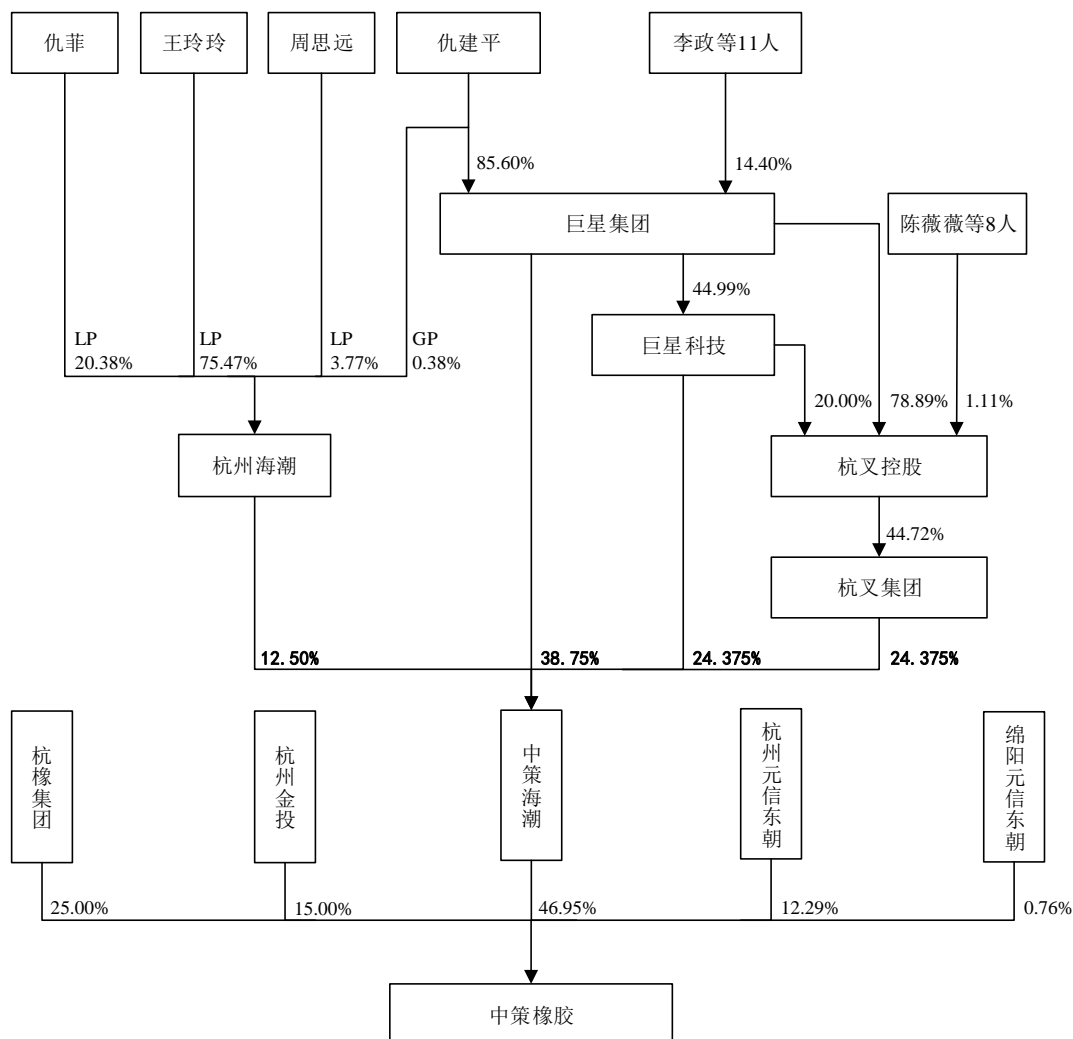 仇菲
王玲玲
周思远
仇建平
李政等11人
85.60%
14.40%
巨星集团
陈薇薇等8人
44.99%
巨星科技
LP
20.38%
LP
75.47%
LP
3.77%
GP
0.38%
20.00%
78.89%
1.11%
杭州海潮
杭叉控股
44.72%
杭叉集团
12.50%
38.75%
24.375%
24.375%
杭橡集团
杭州金投
中策海潮
杭州元信东朝
绵阳元信东朝
25.00%
15.00%
46.95%
12.29%
0.76%
中策橡胶